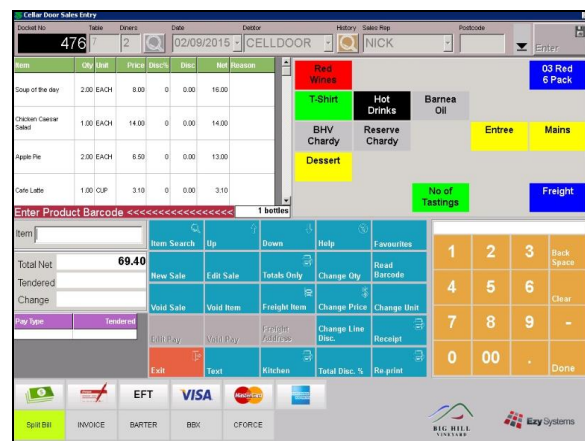 Cellar Door Sales Entry
Docket No Table Diners Date Debtor History Sales Rep Postcode
476 7 2 02/09/2015 CELLDOOR NICK Enter
Item Qty Unit Price Disc% Disc Net Reason
Soup of the day 2.00 EACH 8.00 0 0.00 16.00
Chicken Caesar Salad 1.00 EACH 14.00 0 0.00 14.00
Apple Pie 2.00 EACH 6.50 0 0.00 13.00
Cafe Latte 1.00 CUP 3.10 0 0.00 3.10
Enter Product Barcode <<<<<<<<<<<<<<<<<< 1 bottles
Red Wines
03 Red 6 Pack
T-Shirt
Hot Drinks
Barnea Oil
BHV Chardy
Reserve Chardy
Entree
Mains
Dessert
No of Tastings
Freight
Item
Total Net 69.40
Tendered
Change
Pay Type Tendered
Item Search Up Down Help Favourites
New Sale Edit Sale Totals Only Change Qty Read Barcode
Void Sale Void Item Freight Item Change Price Change Unit
Edit Pay Void Pay Freight Address Change Line Disc. Receipt
Exit Text Kitchen Total Disc. % Re-print
1 2 3 Back Space
4 5 6 Clear
7 8 9 -
0 00 . Done
EFT VISA MasterCard
Split Bill INVOICE BARTER BBX CFORCE
BIG HILL
VINEYARD
Ezy Systems